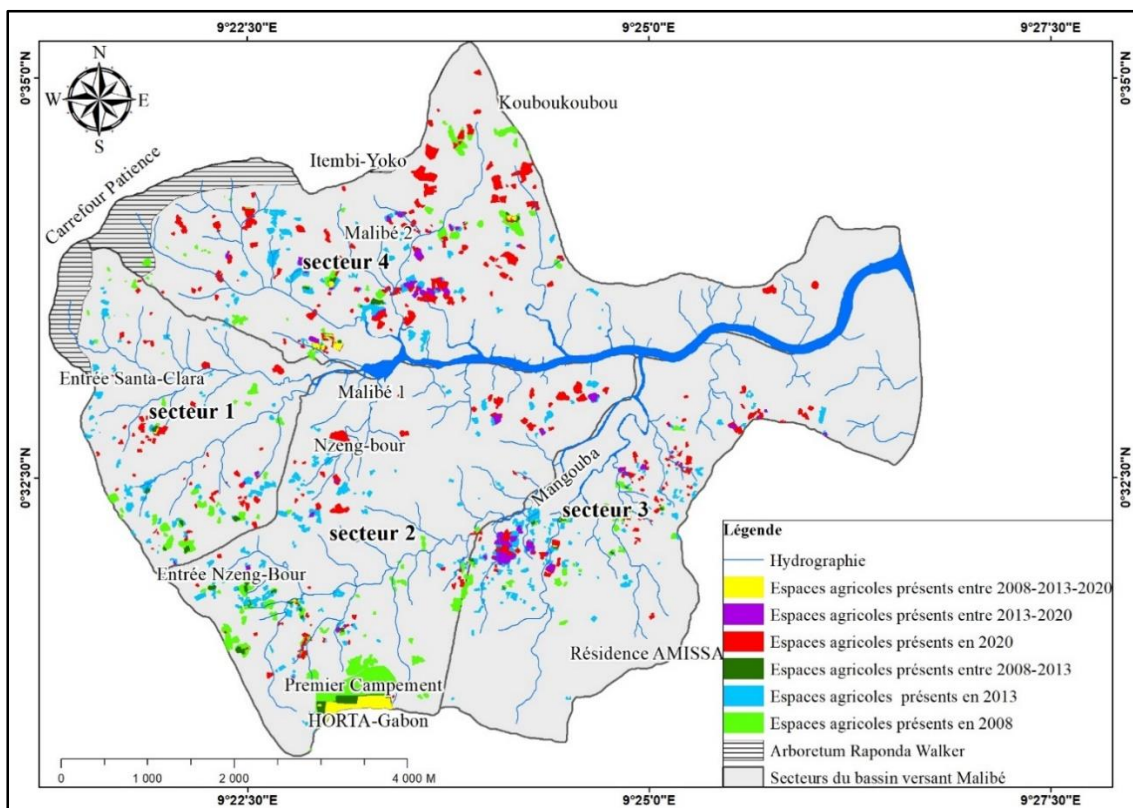 9°22'30"E
9°25'0"E
9°27'30"E
0°35'0"N
0°35'0"N
N
W
E
S
Kouboukoubou
Itembi-Yoko
Carrefour Patience
Malibé 2
secteur 4
Entrée Santa-Clara
Malibé 1
secteur 1
Nzeng-bour
Mangouba
0°32'30"N
0°32'30"N
secteur 3
secteur 2
Entrée Nzeng-Bour
Résidence AMISSA
Premier Campement
HORTA-Gabon
Légende
Hydrographie
Espaces agricoles présents entre 2008-2013-2020
Espaces agricoles présents entre 2013-2020
Espaces agricoles présents en 2020
Espaces agricoles présents entre 2008-2013
Espaces agricoles présents en 2013
Espaces agricoles présents en 2008
Arboretum Raponda Walker
Secteurs du bassin versant Malibé
0 1 000 2 000 4 000 M
9°22'30"E
9°25'0"E
9°27'30"E